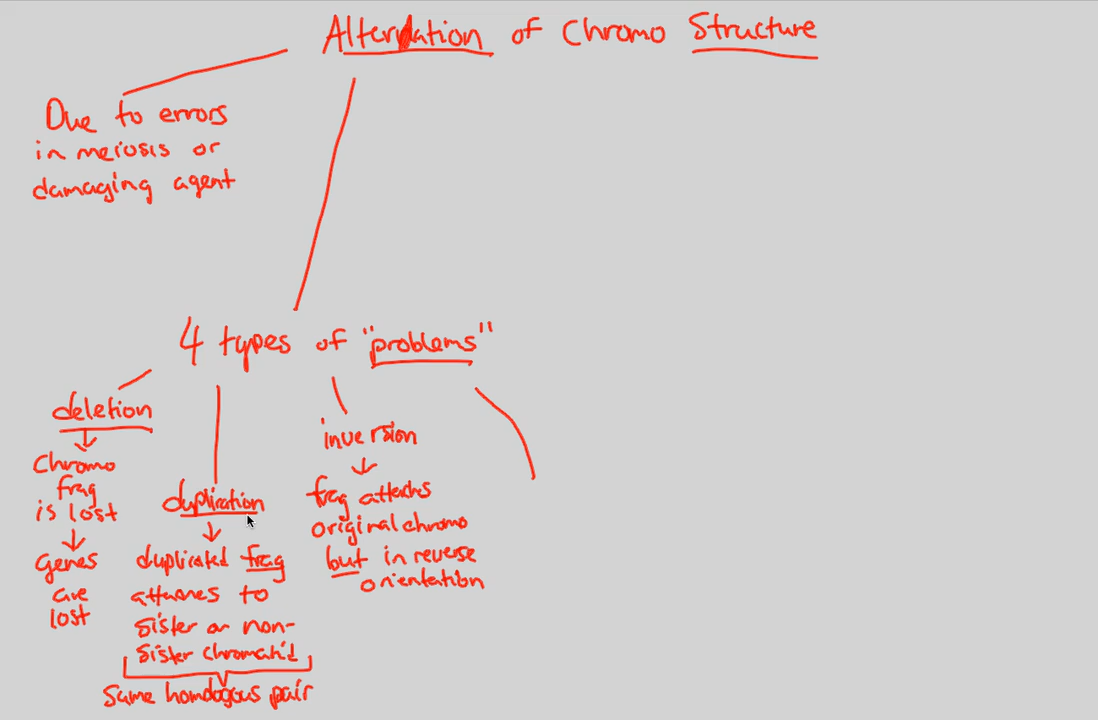 Alteration of Chromo Structure
Due to errors
in meiosis or
damaging agent
4 types of "problems"
deletion
Chromo
frag
is lost
Genes
are
lost
duplication
duplicated frag
attaches to
sister or non-
sister chromatid
same homologous pair
inversion
frag attachs
original chromo
but in reverse
orientation